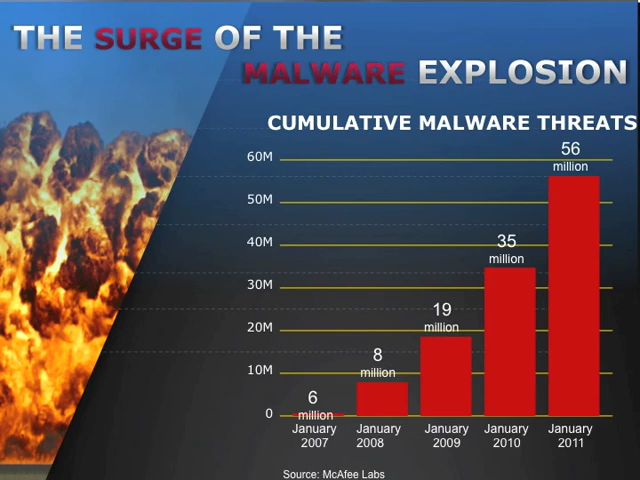 THE SURGE OF THE
MALWARE EXPLOSION
CUMULATIVE MALWARE THREATS
60M
50M
40M
30M
20M
10M
0
6
million
8
million
19
million
35
million
56
million
January
2007
January
2008
January
2009
January
2010
January
2011
Source: McAfee Labs